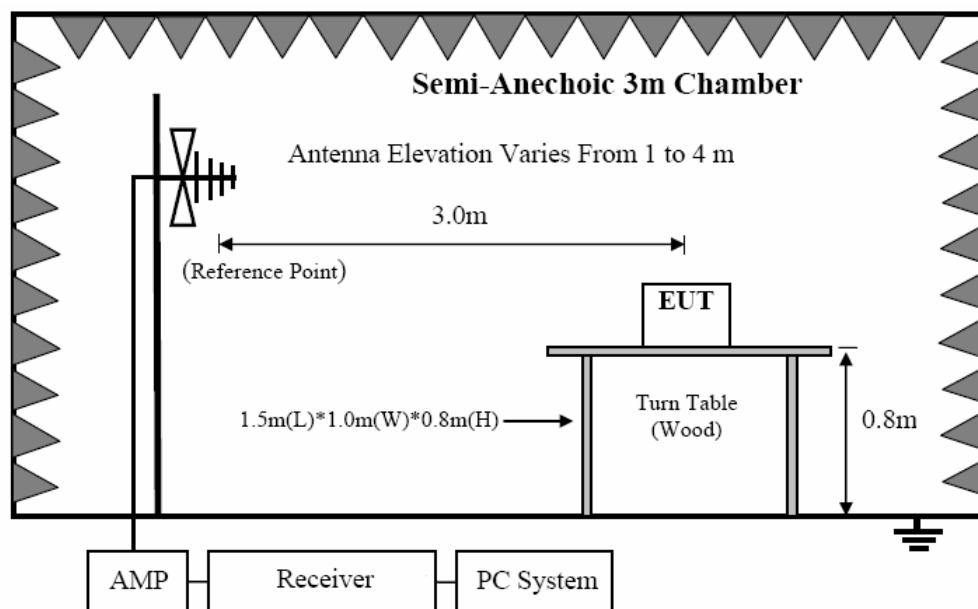 Semi-Anechoic 3m Chamber
Antenna Elevation Varies From 1 to 4 m
3.0m
(Reference Point)
EUT
1.5m(L)*1.0m(W)*0.8m(H)
Turn Table
(Wood)
0.8m
AMP
Receiver
PC System